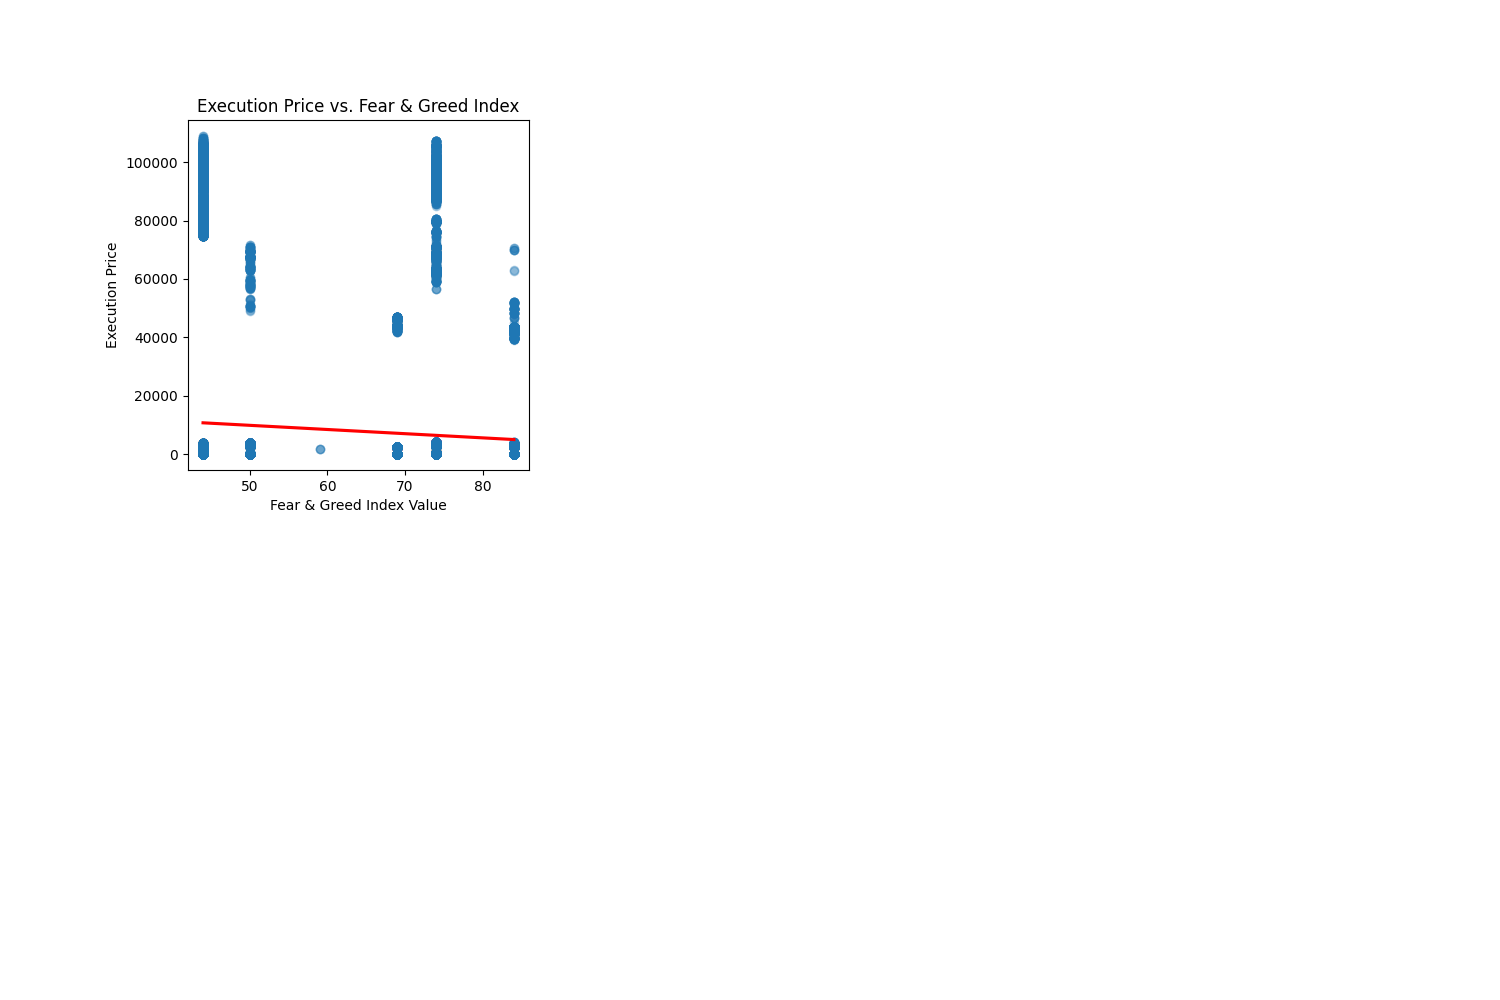 Execution Price vs. Fear & Greed Index
Execution Price
100000
80000
60000
40000
20000
0
50 60 70 80
Fear & Greed Index Value